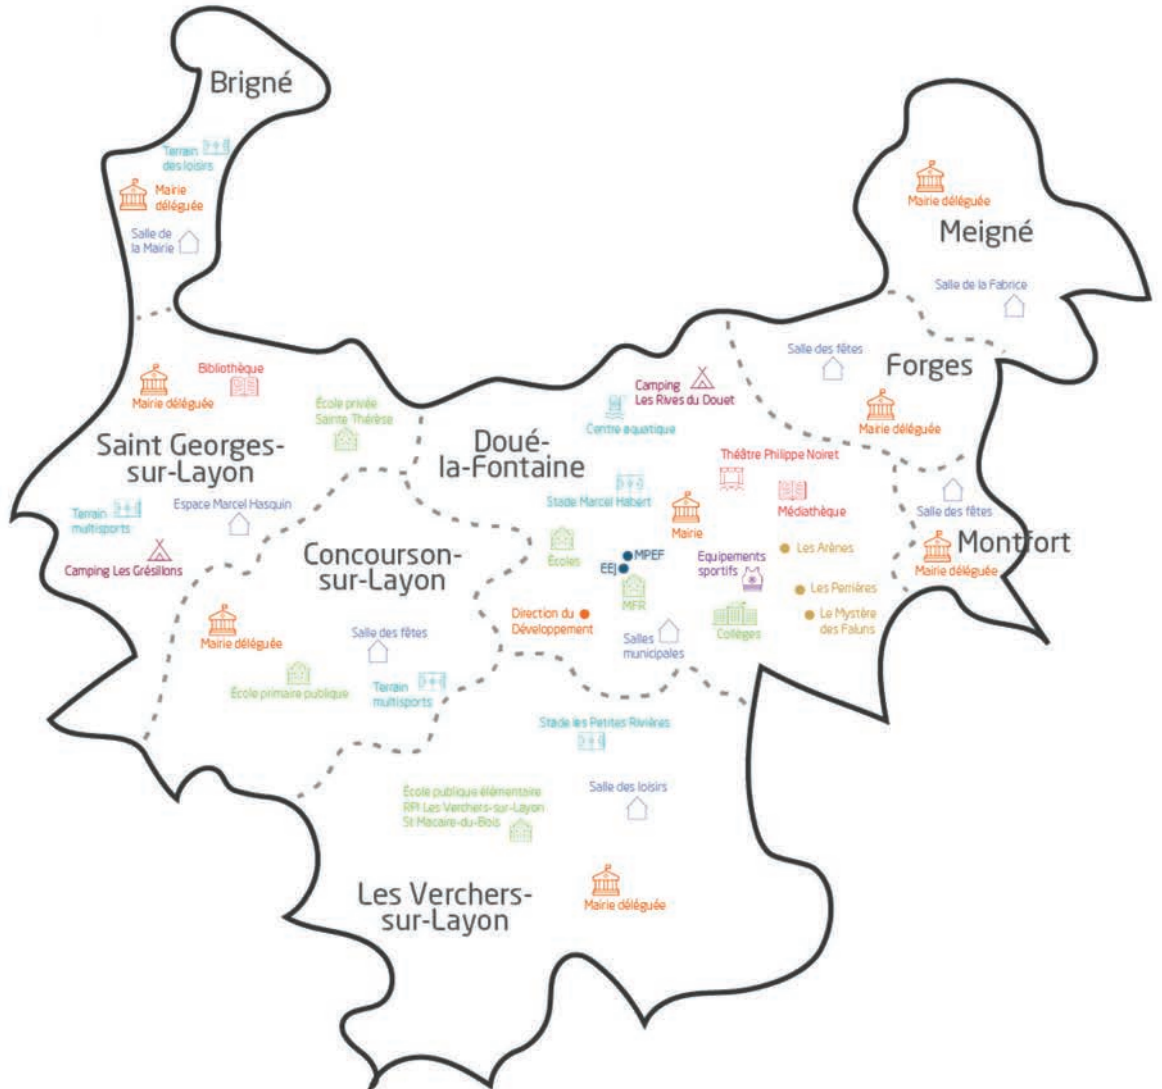 Brigné
Terrain
des loisirs
Mairie
déléguée
Salle de
la Mairie
Mairie déléguée
Meigné
Salle de la Fabrice
Salle des fêtes
Forges
Mairie déléguée
Bibliothèque
Mairie déléguée
École privée
Sainte Thérèse
Saint Georges-
sur-Layon
Terrain
multisports
Espace Marcel Hasquin
Camping Les Grésillons
Camping
Les Rives du Douet
Centre aquatique
Doué-
la-Fontaine
Théâtre Philippe Noiret
Stade Marcel Habert
Mairie
Médiathèque
Écoles
MPEF
EEJ
MFR
Equipements
sportifs
Les Arènes
Les Perrières
Le Mystère
des Faluns
Collèges
Direction du
Développement
Salles
municipales
Salle des fêtes
Montfort
Mairie déléguée
Concourson-
sur-Layon
Mairie déléguée
Salle des fêtes
École primaire publique
Terrain
multisports
Stade les Petites Rivières
Salle des loisirs
École publique élémentaire
RPI Les Verchers-sur-Layon
St Macaire-du-Bois
Les Verchers-
sur-Layon
Mairie déléguée